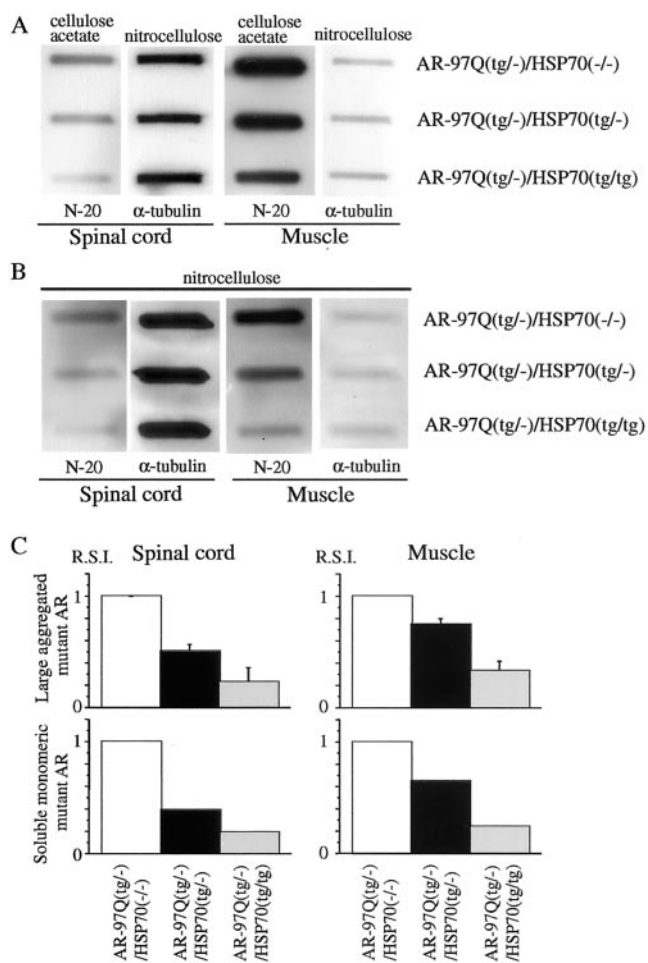 A
cellulose acetate nitrocellulose cellulose acetate nitrocellulose
AR-97Q(tg/-)/HSP70(-/-)
AR-97Q(tg/-)/HSP70(tg/-)
AR-97Q(tg/-)/HSP70(tg/tg)
N-20 α-tubulin N-20 α-tubulin
Spinal cord Muscle
B
nitrocellulose
AR-97Q(tg/-)/HSP70(-/-)
AR-97Q(tg/-)/HSP70(tg/-)
AR-97Q(tg/-)/HSP70(tg/tg)
N-20 α-tubulin N-20 α-tubulin
Spinal cord Muscle
C
R.S.I. Spinal cord R.S.I. Muscle
Large aggregated
mutant AR
1
0
1
0
Soluble monomeric
mutant AR
1
0
1
0
AR-97Q(tg/-)
/HSP70(-/-)
AR-97Q(tg/-)
/HSP70(tg/-)
AR-97Q(tg/-)
/HSP70(tg/tg)
AR-97Q(tg/-)
/HSP70(-/-)
AR-97Q(tg/-)
/HSP70(tg/-)
AR-97Q(tg/-)
/HSP70(tg/tg)